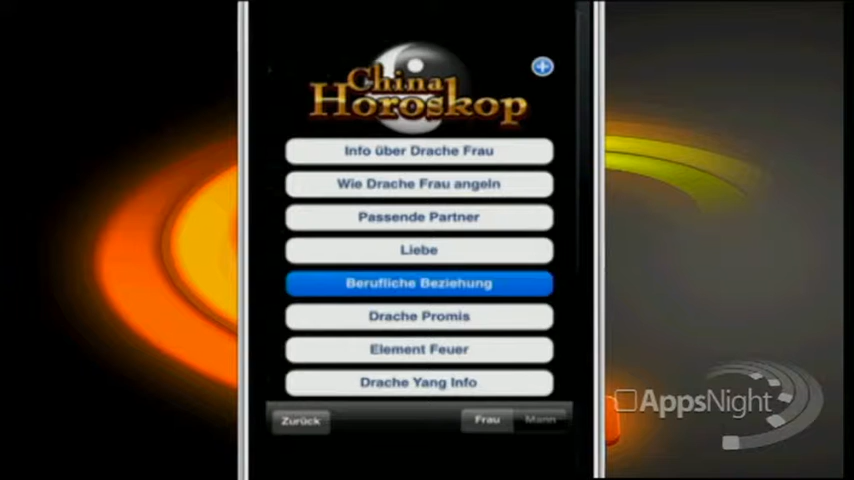 China
Horoskop
Info über Drache Frau
Wie Drache Frau angeln
Passende Partner
Liebe
Berufliche Beziehung
Drache Promis
Element Feuer
Drache Yang Info
Zurück
Frau
Mann
AppsNight